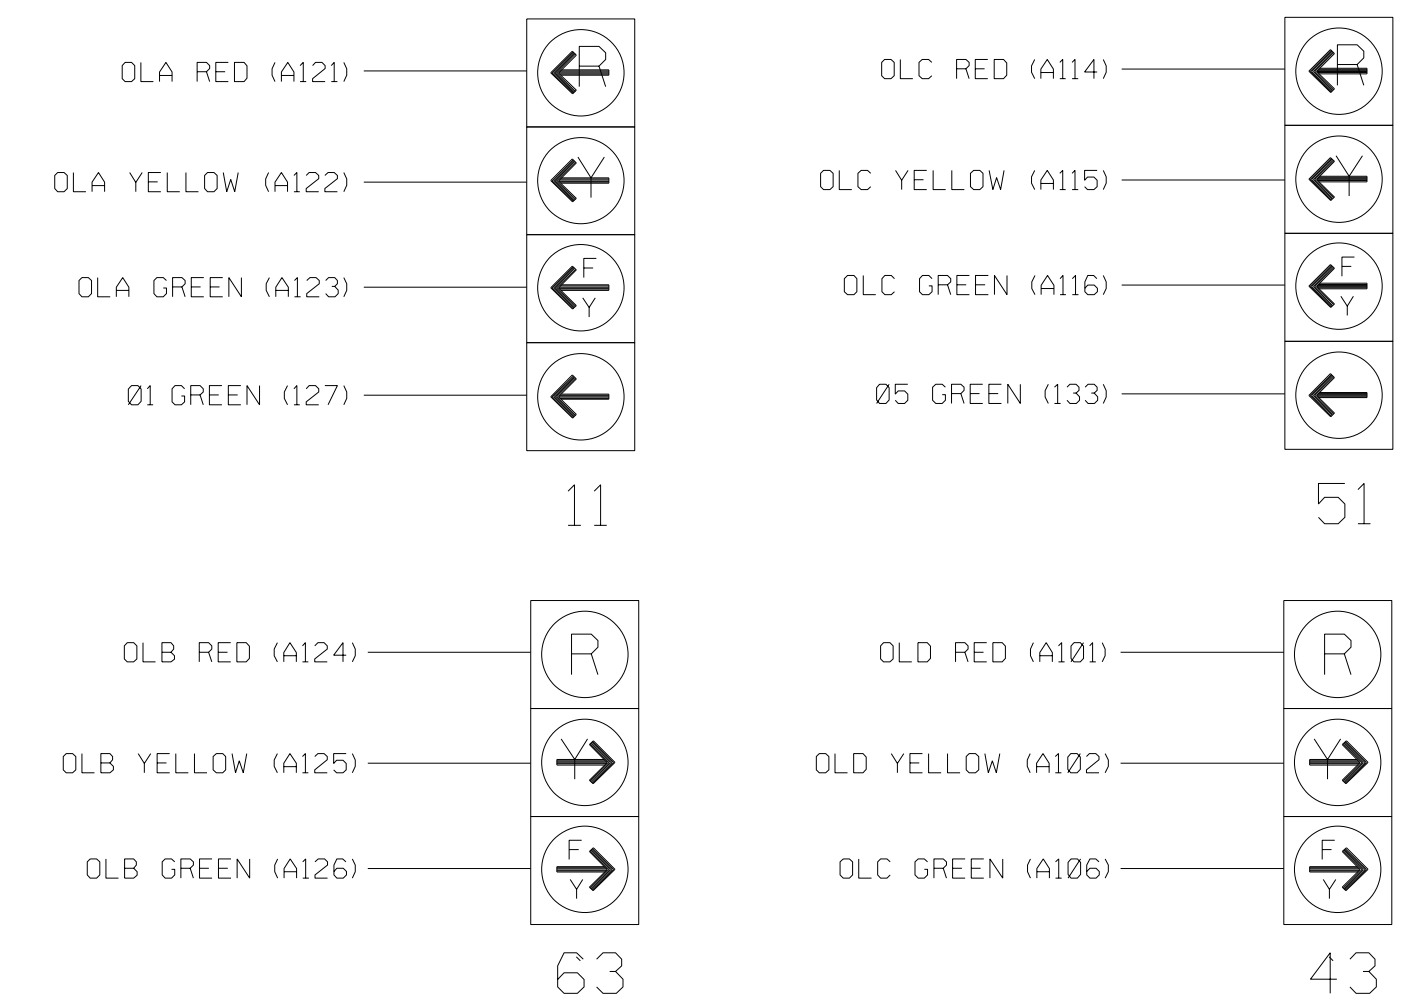 OLA RED (A121)
R
OLA YELLOW (A122)
Y
OLA GREEN (A123)
F
Y
Ø1 GREEN (127)
11
OLC RED (A114)
R
OLC YELLOW (A115)
Y
OLC GREEN (A116)
F
Y
Ø5 GREEN (133)
51
OLB RED (A124)
R
OLB YELLOW (A125)
Y
OLB GREEN (A126)
F
Y
63
OLD RED (A1Ø1)
R
OLD YELLOW (A1Ø2)
Y
OLC GREEN (A1Ø6)
F
Y
43